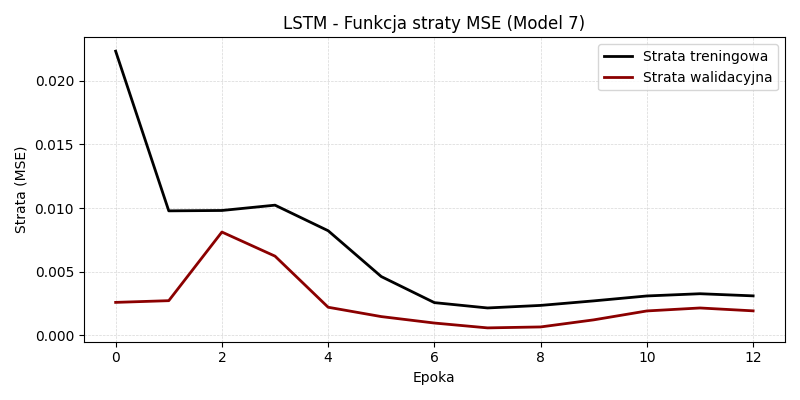 LSTM - Funkcja straty MSE (Model 7)
Strata treningowa
Strata walidacyjna
Strata (MSE)
0.020
0.015
0.010
0.005
0.000
0 2 4 6 8 10 12
Epoka